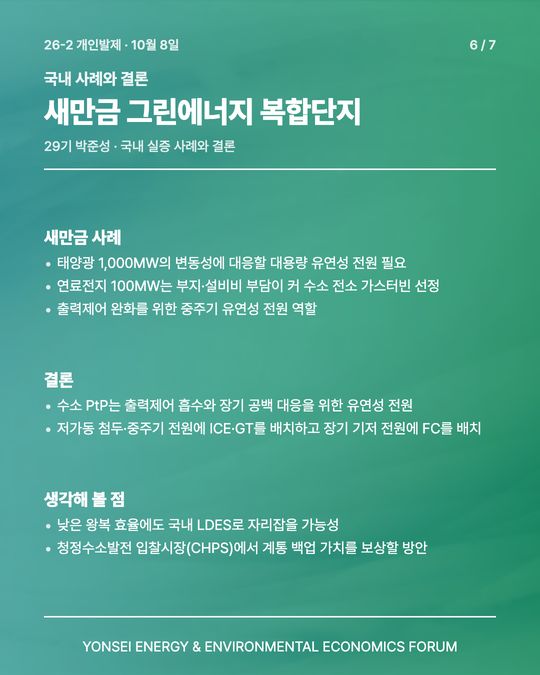 26-2 개인발제 · 10월 8일
6 / 7
국내 사례와 결론
새만금 그린에너지 복합단지
29기 박준성 · 국내 실증 사례와 결론
새만금 사례
• 태양광 1,000MW의 변동성에 대응할 대용량 유연성 전원 필요
• 연료전지 100MW는 부지·설비비 부담이 커 수소 전소 가스터빈 선정
• 출력제어 완화를 위한 중주기 유연성 전원 역할
결론
• 수소 PtP는 출력제어 흡수와 장기 공백 대응을 위한 유연성 전원
• 저가동 첨두·중주기 전원에 ICE·GT를 배치하고 장기 기저 전원에 FC를 배치
생각해 볼 점
• 낮은 왕복 효율에도 국내 LDES로 자리잡을 가능성
• 청정수소발전 입찰시장(CHPS)에서 계통 백업 가치를 보상할 방안
YONSEI ENERGY & ENVIRONMENTAL ECONOMICS FORUM